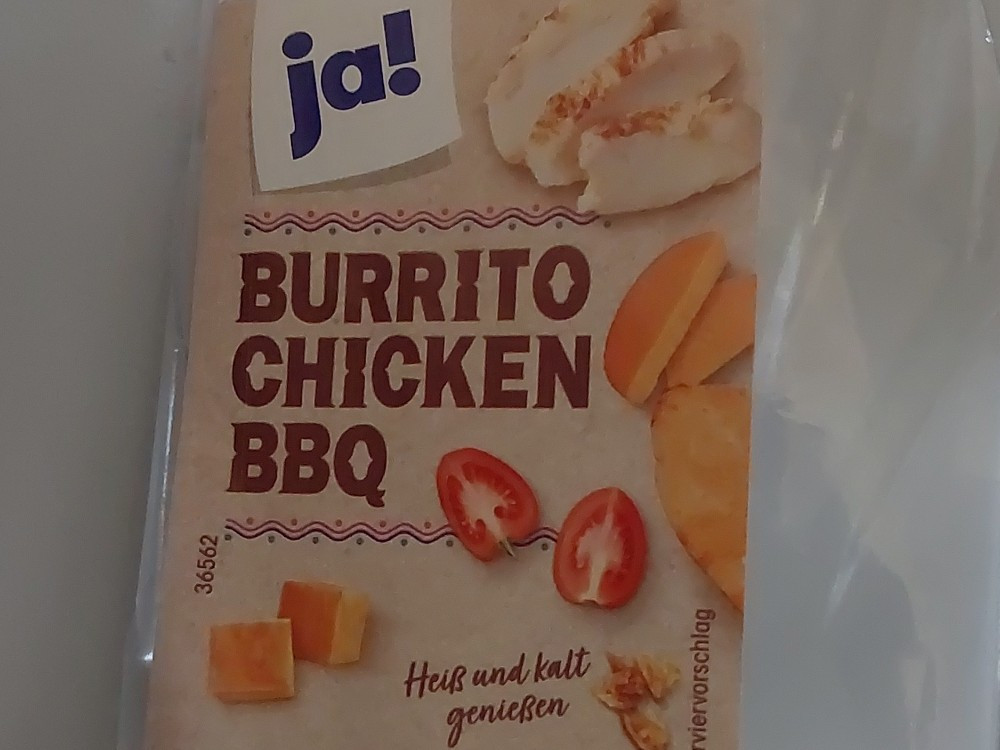 ja!
BURRITO
CHICKEN
BBQ
36562
Heiß und kalt
genießen
rviervorschlag